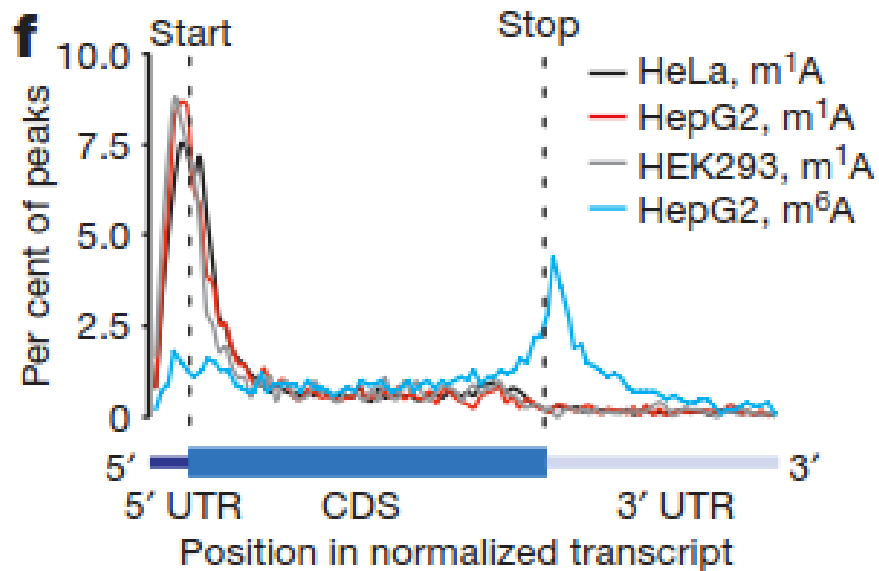 f
Start
Stop
10.0
7.5
5.0
2.5
0
Per cent of peaks
HeLa, m¹A
HepG2, m¹A
HEK293, m¹A
HepG2, m⁶A
5′
3′
5′ UTR
CDS
3′ UTR
Position in normalized transcript